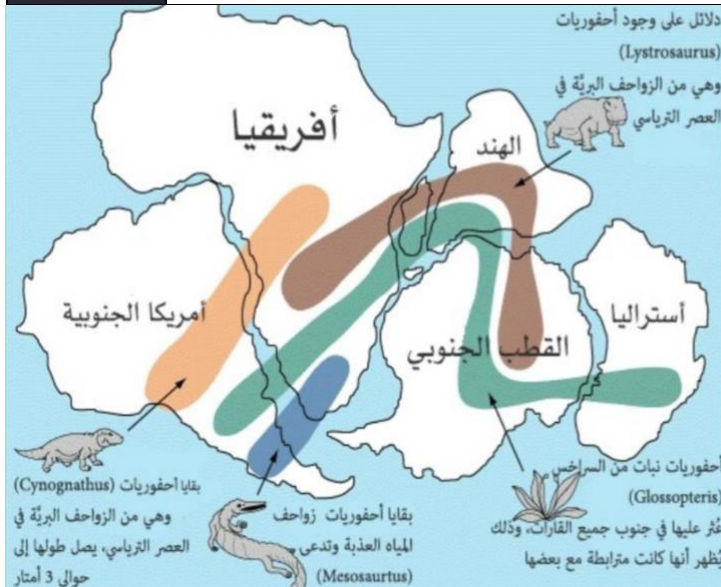 دلائل على وجود أحفوريات
(Lystrosaurus)
وهي من الزواحف البريَّة في
العصر الترياسي
أفريقيا
الهند
أمريكا الجنوبية
القطب الجنوبي
أستراليا
بقايا أحفوريات (Cynognathus)
وهي من الزواحف البريَّة في
العصر الترياسي، يصل طولها إلى
حوالي 3 أمتار
بقايا أحفوريات زواحف
المياه العذبة وتدعى
(Mesosaurtus)
أحفوريات نبات من السراخس
(Glossopteris)
عُثر عليها في جنوب جميع القارات، وذلك
يُظهر أنها كانت مترابطة مع بعضها